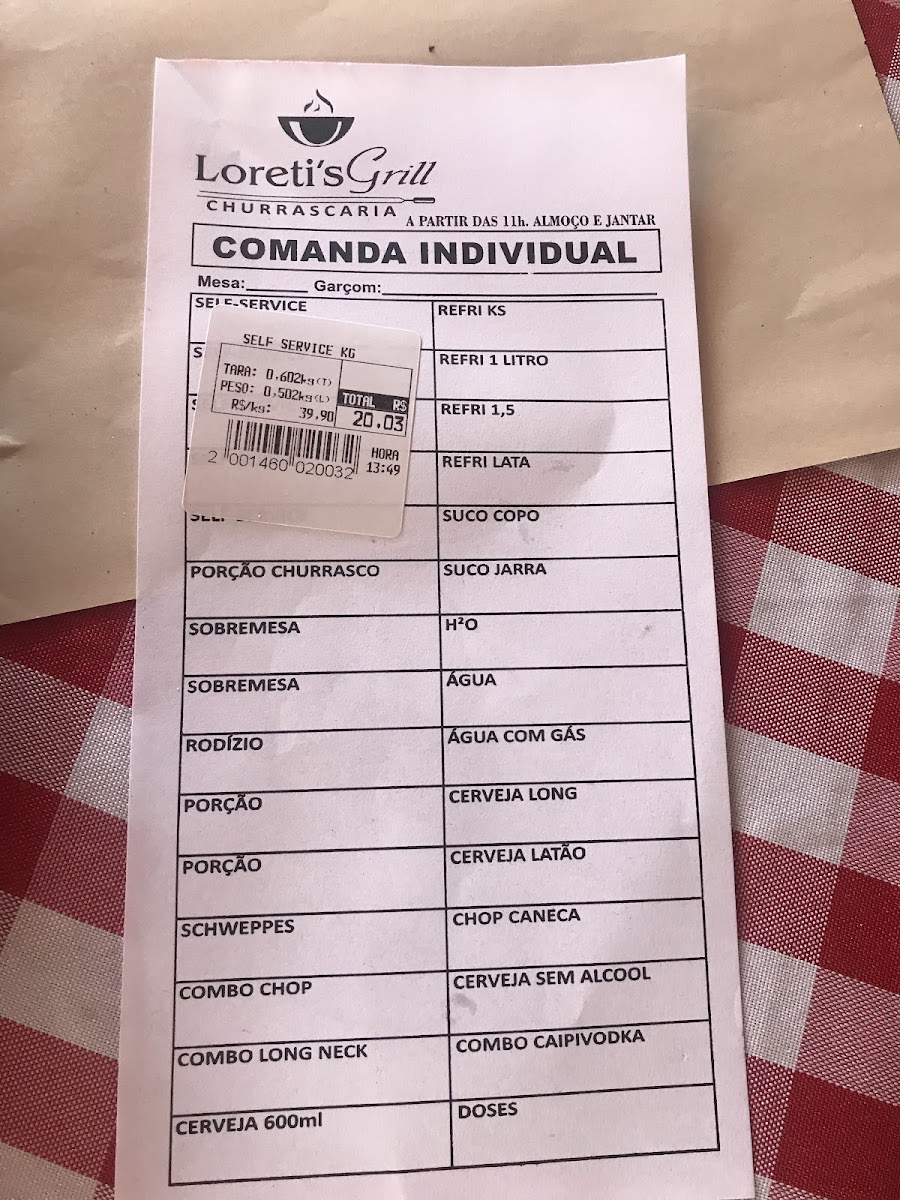 Loreti's Grill
CHURRASCARIA
A PARTIR DAS 11h. ALMOÇO E JANTAR
COMANDA INDIVIDUAL
Mesa: Garçom:
SELF-SERVICE REFRI KS
REFRI 1 LITRO
REFRI 1,5
REFRI LATA
SELF SERVICE KG
TARA: 0,602kg(T)
PESO: 0,502kg(L) TOTAL R$
R$/kg: 39,90 20,03
HORA
2 001460 020032 13:49
SUCO COPO
PORÇÃO CHURRASCO SUCO JARRA
SOBREMESA H²O
SOBREMESA ÁGUA
RODÍZIO ÁGUA COM GÁS
PORÇÃO CERVEJA LONG
PORÇÃO CERVEJA LATÃO
SCHWEPPES CHOP CANECA
COMBO CHOP CERVEJA SEM ALCOOL
COMBO LONG NECK COMBO CAIPIVODKA
CERVEJA 600ml DOSES